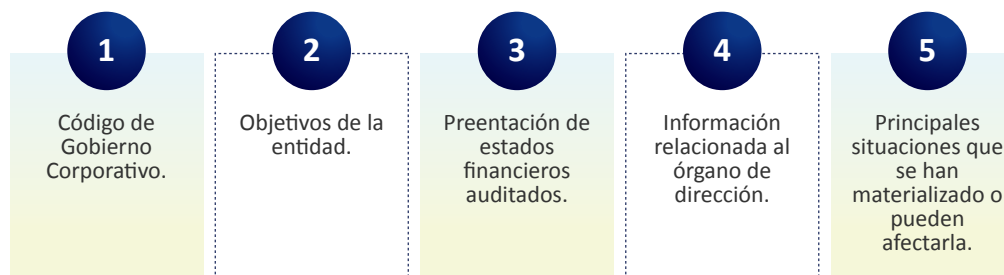 1
Código de
Gobierno
Corporativo.
2
Objetivos de la
entidad.
3
Preentación de
estados
financieros
auditados.
4
Información
relacionada al
órgano de
dirección.
5
Principales
situaciones que
se han
materializado o
pueden
afectarla.